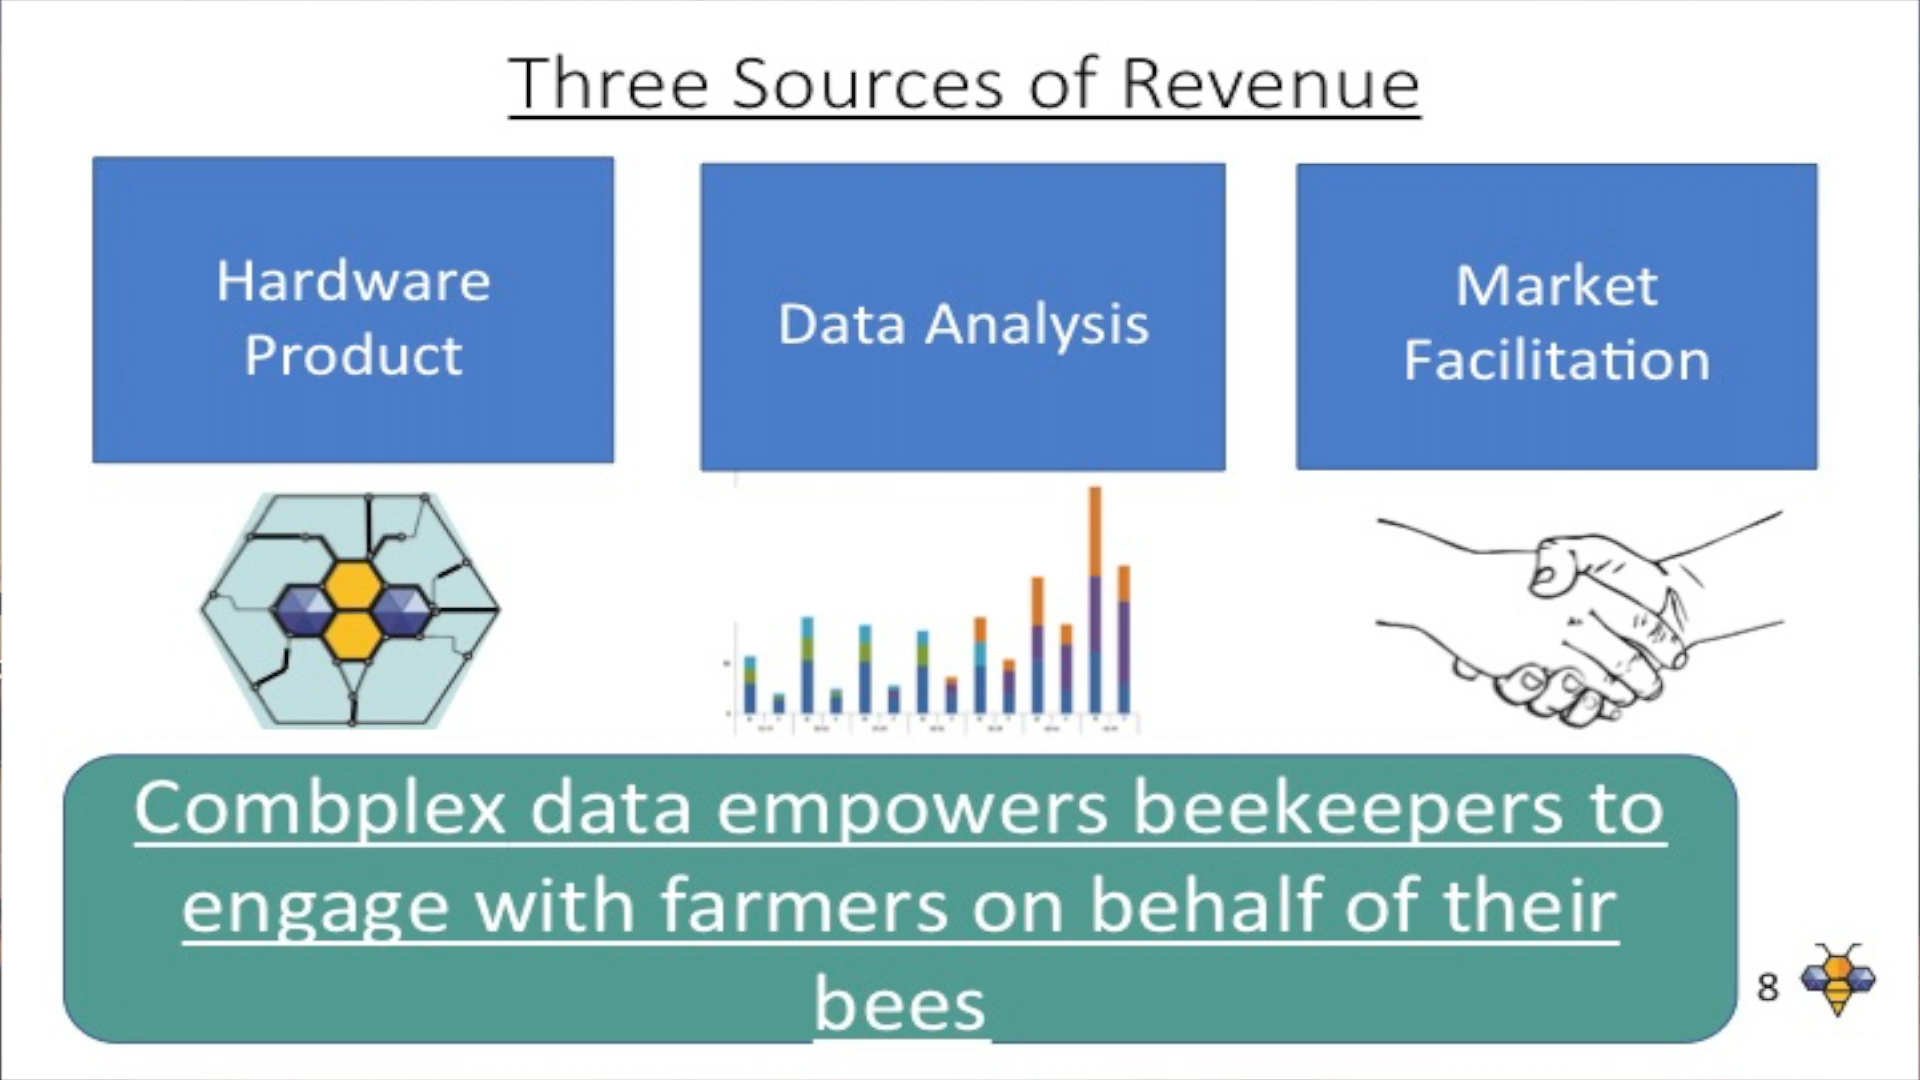 Three Sources of Revenue
Hardware
Product
Data Analysis
Market
Facilitation
Combplex data empowers beekeepers to
engage with farmers on behalf of their
bees
8